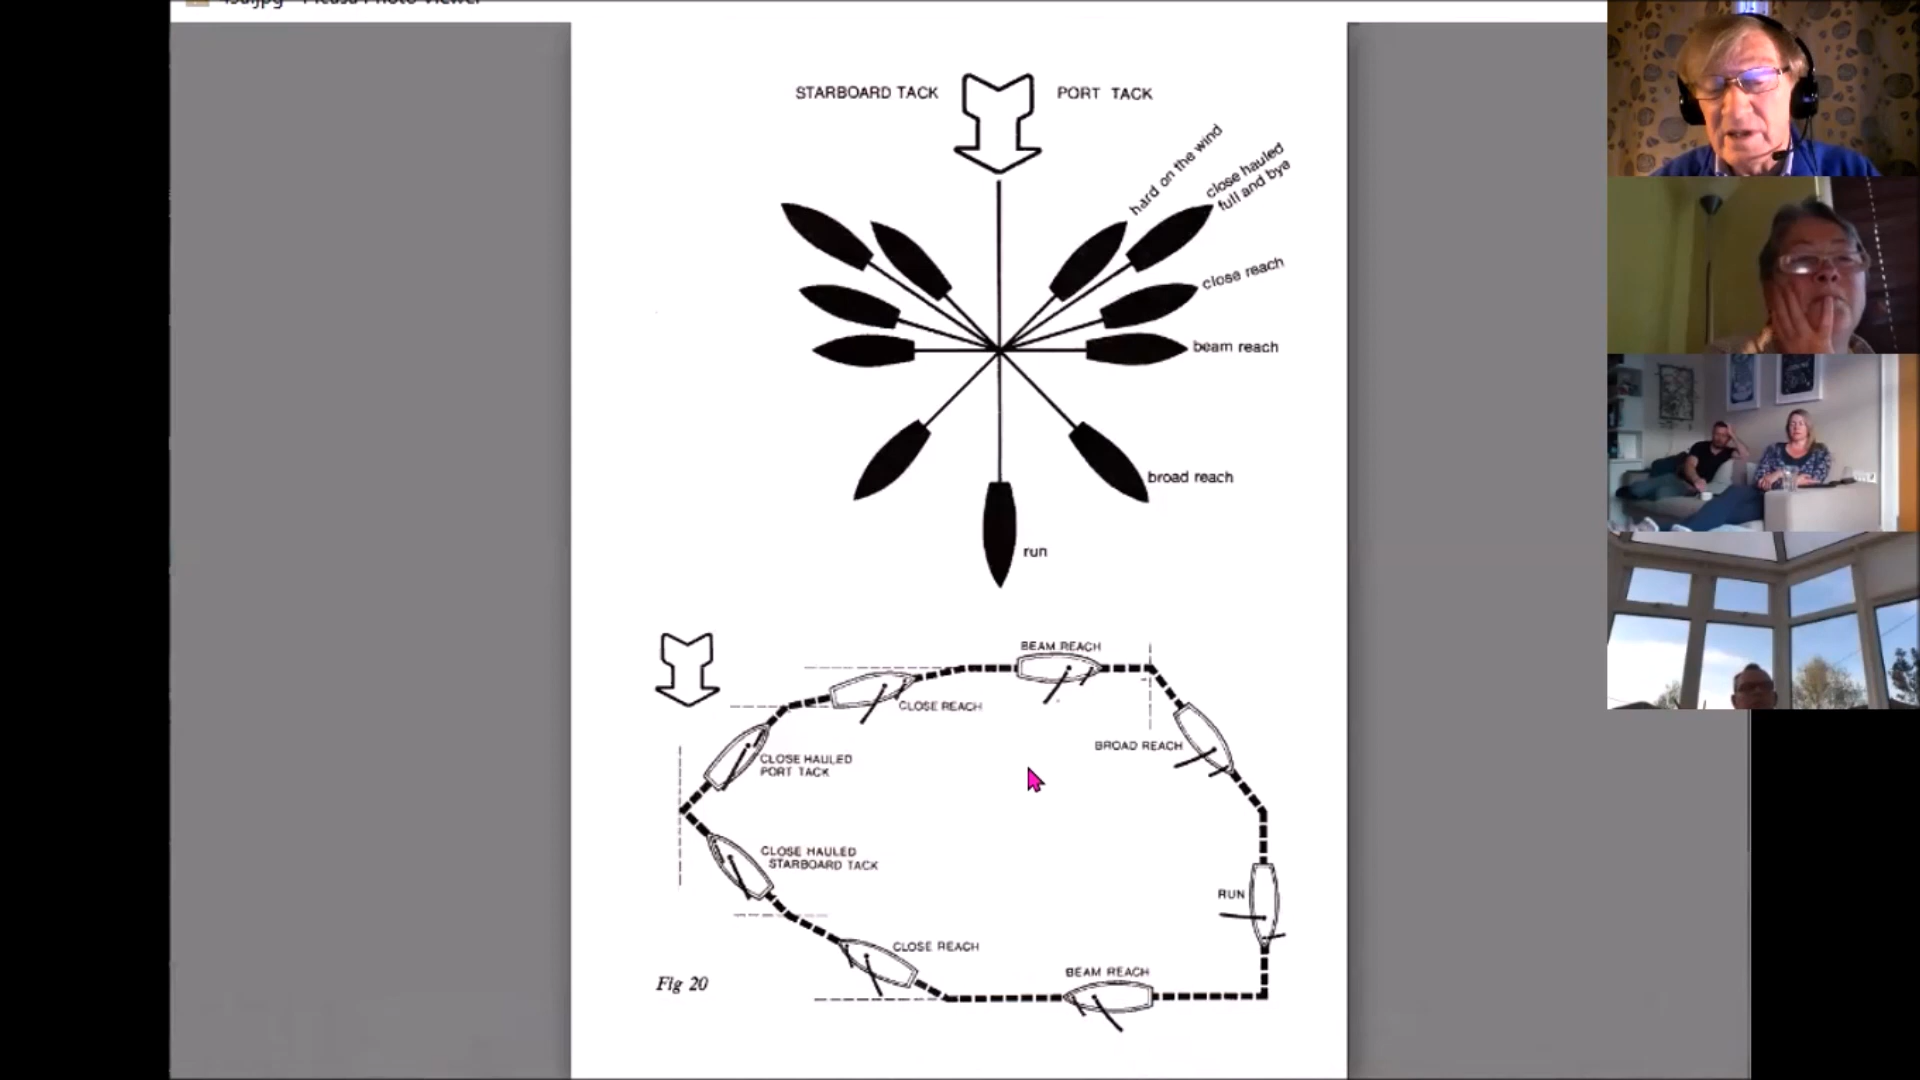 STARBOARD TACK
PORT TACK
hard on the wind
close hauled
full and bye
close reach
beam reach
broad reach
run
BEAM REACH
CLOSE REACH
BROAD REACH
CLOSE HAULED
PORT TACK
CLOSE HAULED
STARBOARD TACK
RUN
CLOSE REACH
BEAM REACH
Fig 20